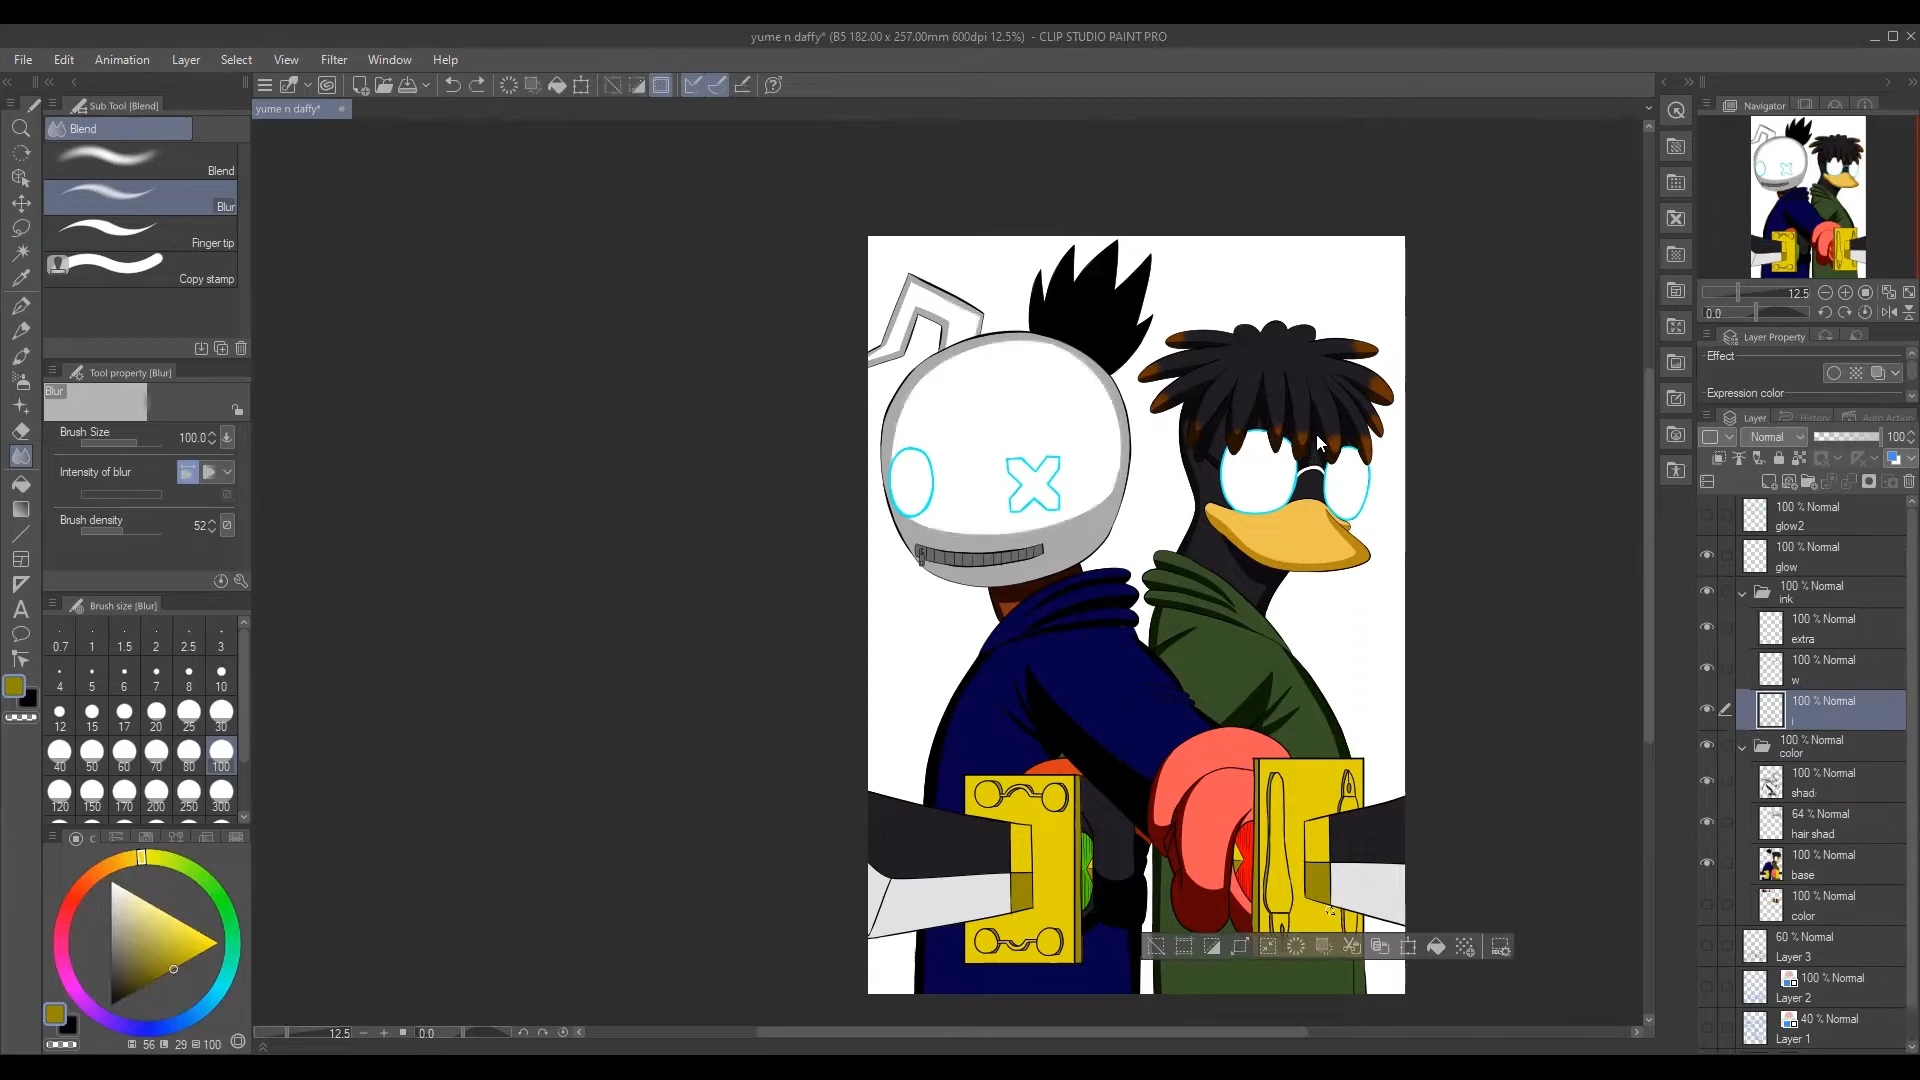 yume n daffy* (B5 182.00 x 257.00mm 600dpi 12.5%) - CLIP STUDIO PAINT PRO
File Edit Animation Layer Select View Filter Window Help
Sub Tool [Blend]
yume n daffy*
Navigator
Blend
Blend
Blur
Finger tip
Copy stamp
12.5
0.0
Layer Property
Effect
Expression color
Tool property [Blur]
Blur
Brush Size 100.0
Intensity of blur
Brush density 52
Layer History Auto Action
Normal 100
100 % Normal
glow2
100 % Normal
glow
100 % Normal
ink
100 % Normal
extra
100 % Normal
w
100 % Normal
i
100 % Normal
color
100 % Normal
shad
64 % Normal
hair shad
100 % Normal
base
100 % Normal
color
60 % Normal
Layer 3
100 % Normal
Layer 2
40 % Normal
Layer 1
Brush size [Blur]
0.7 1 1.5 2 2.5 3
4 5 6 7 8 10
12 15 17 20 25 30
40 50 60 70 80 100
120 150 170 200 250 300
C
56 29 100
12.5 0.0